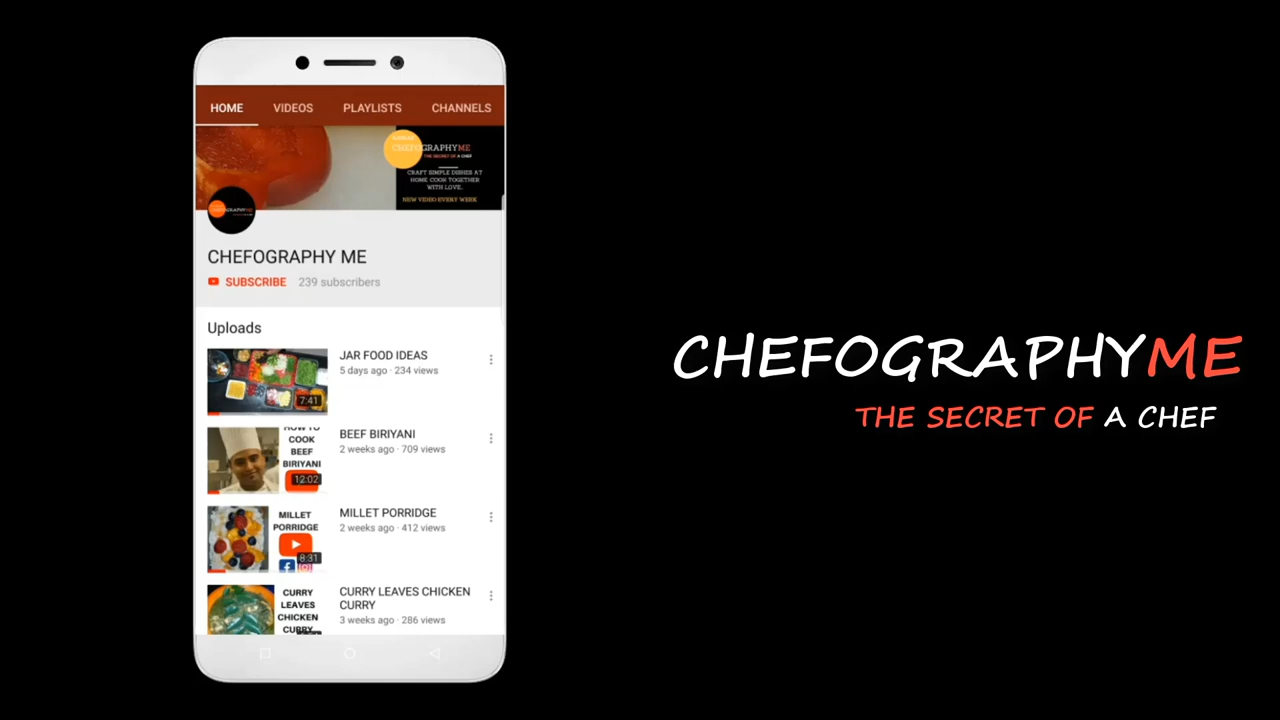 HOME VIDEOS PLAYLISTS CHANNELS
CHEFOGRAPHYME
THE SECRET OF A CHEF
CRAFT SIMPLE DISHES AT
HOME COOK TOGETHER
WITH LOVE.
NEW VIDEO EVERY WEEK
CHEFOGRAPHY ME
SUBSCRIBE 239 subscribers
Uploads
JAR FOOD IDEAS
5 days ago · 234 views
7:41
HOW TO
COOK
BEEF
BIRIYANI
12:02
BEEF BIRIYANI
2 weeks ago · 709 views
MILLET
PORRIDGE
8:31
MILLET PORRIDGE
2 weeks ago · 412 views
CURRY
LEAVES
CHICKEN
CURRY
CURRY LEAVES CHICKEN
CURRY
3 weeks ago · 286 views
CHEFOGRAPHYME
THE SECRET OF A CHEF